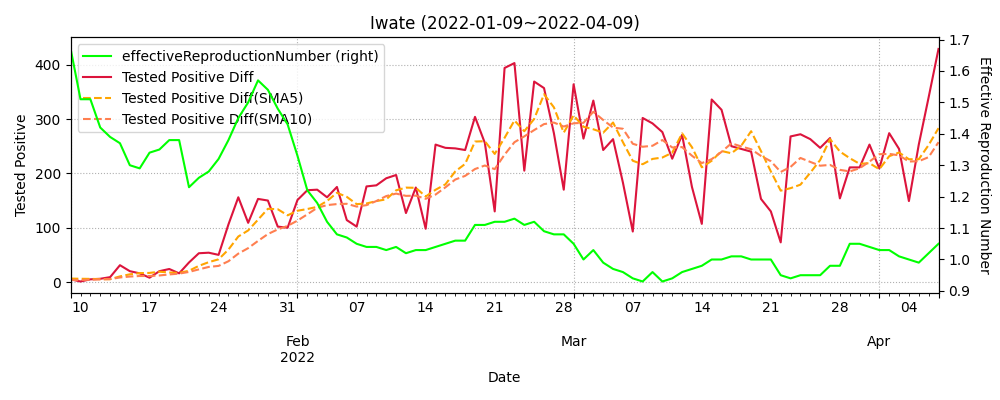 Iwate (2022-01-09~2022-04-09)
effectiveReproductionNumber (right)
Tested Positive Diff
Tested Positive Diff(SMA5)
Tested Positive Diff(SMA10)
Tested Positive
400
300
200
100
0
1.7
1.6
1.5
1.4
1.3
1.2
1.1
1.0
0.9
Effective Reproduction Number
10 17 24 31 07 14 21 28 07 14 21 28 04
Feb Mar Apr
2022
Date